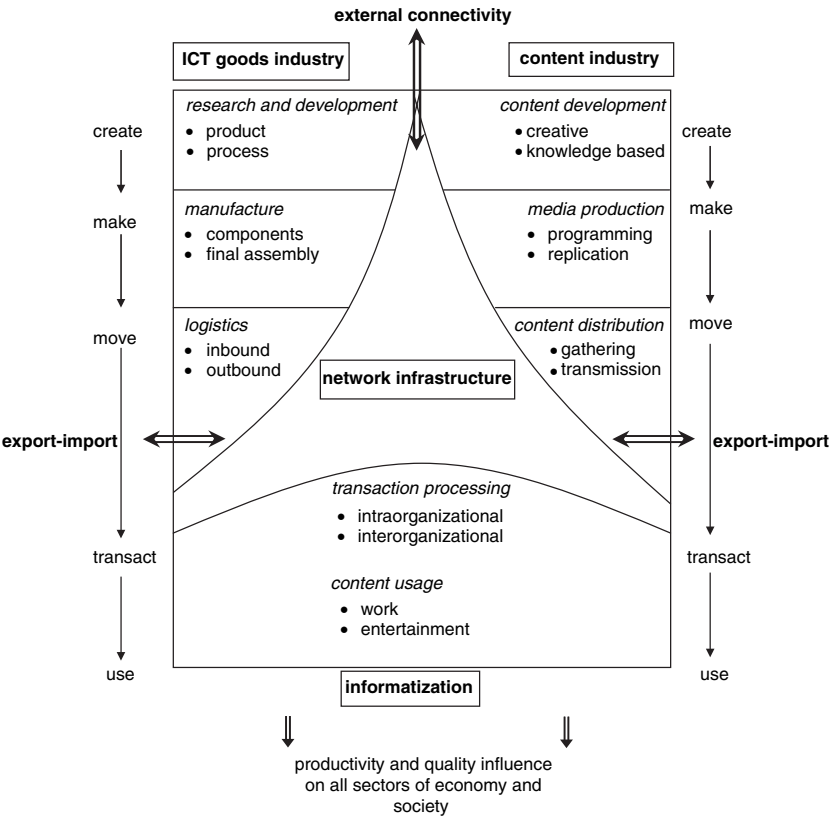 external connectivity
ICT goods industry
content industry
research and development
• product
• process
content development
• creative
• knowledge based
create
create
manufacture
• components
• final assembly
media production
• programming
• replication
make
make
logistics
• inbound
• outbound
content distribution
• gathering
• transmission
move
move
network infrastructure
export-import
export-import
transaction processing
• intraorganizational
• interorganizational
transact
transact
content usage
• work
• entertainment
use
use
informatization
productivity and quality influence
on all sectors of economy and
society